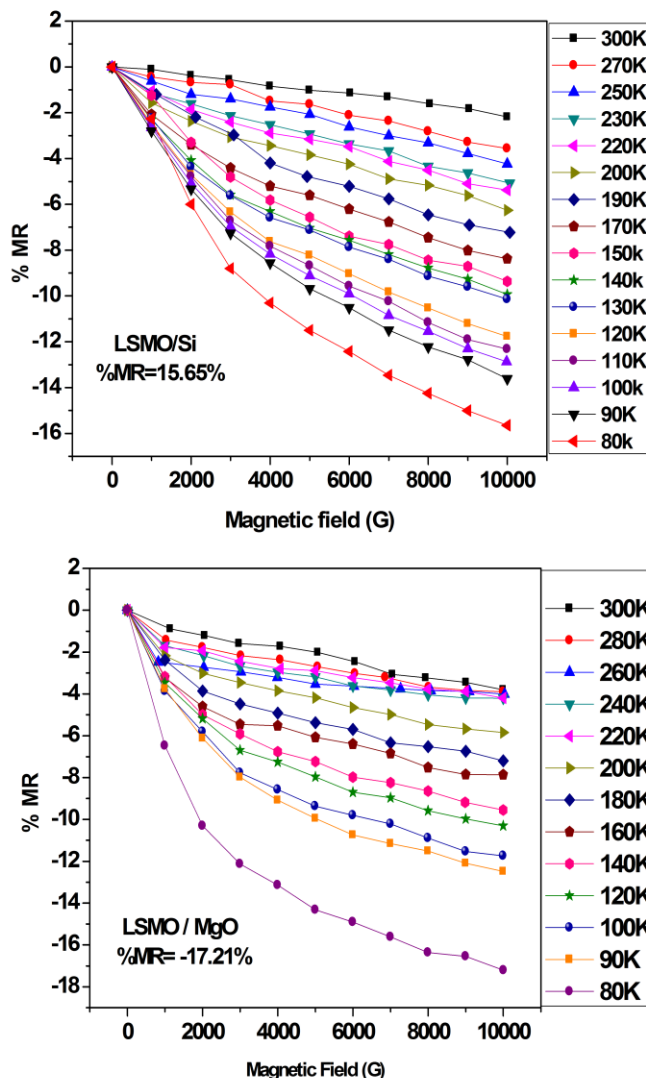 2
0
-2
-4
-6
-8
-10
-12
-14
-16
% MR
LSMO/Si
%MR=15.65%
0 2000 4000 6000 8000 10000
Magnetic field (G)
300K
270K
250K
230K
220K
200K
190K
170K
150k
140k
130K
120K
110K
100k
90K
80k
2
0
-2
-4
-6
-8
-10
-12
-14
-16
-18
% MR
LSMO / MgO
%MR= -17.21%
0 2000 4000 6000 8000 10000
Magnetic Field (G)
300K
280K
260K
240K
220K
200K
180K
160K
140K
120K
100K
90K
80K